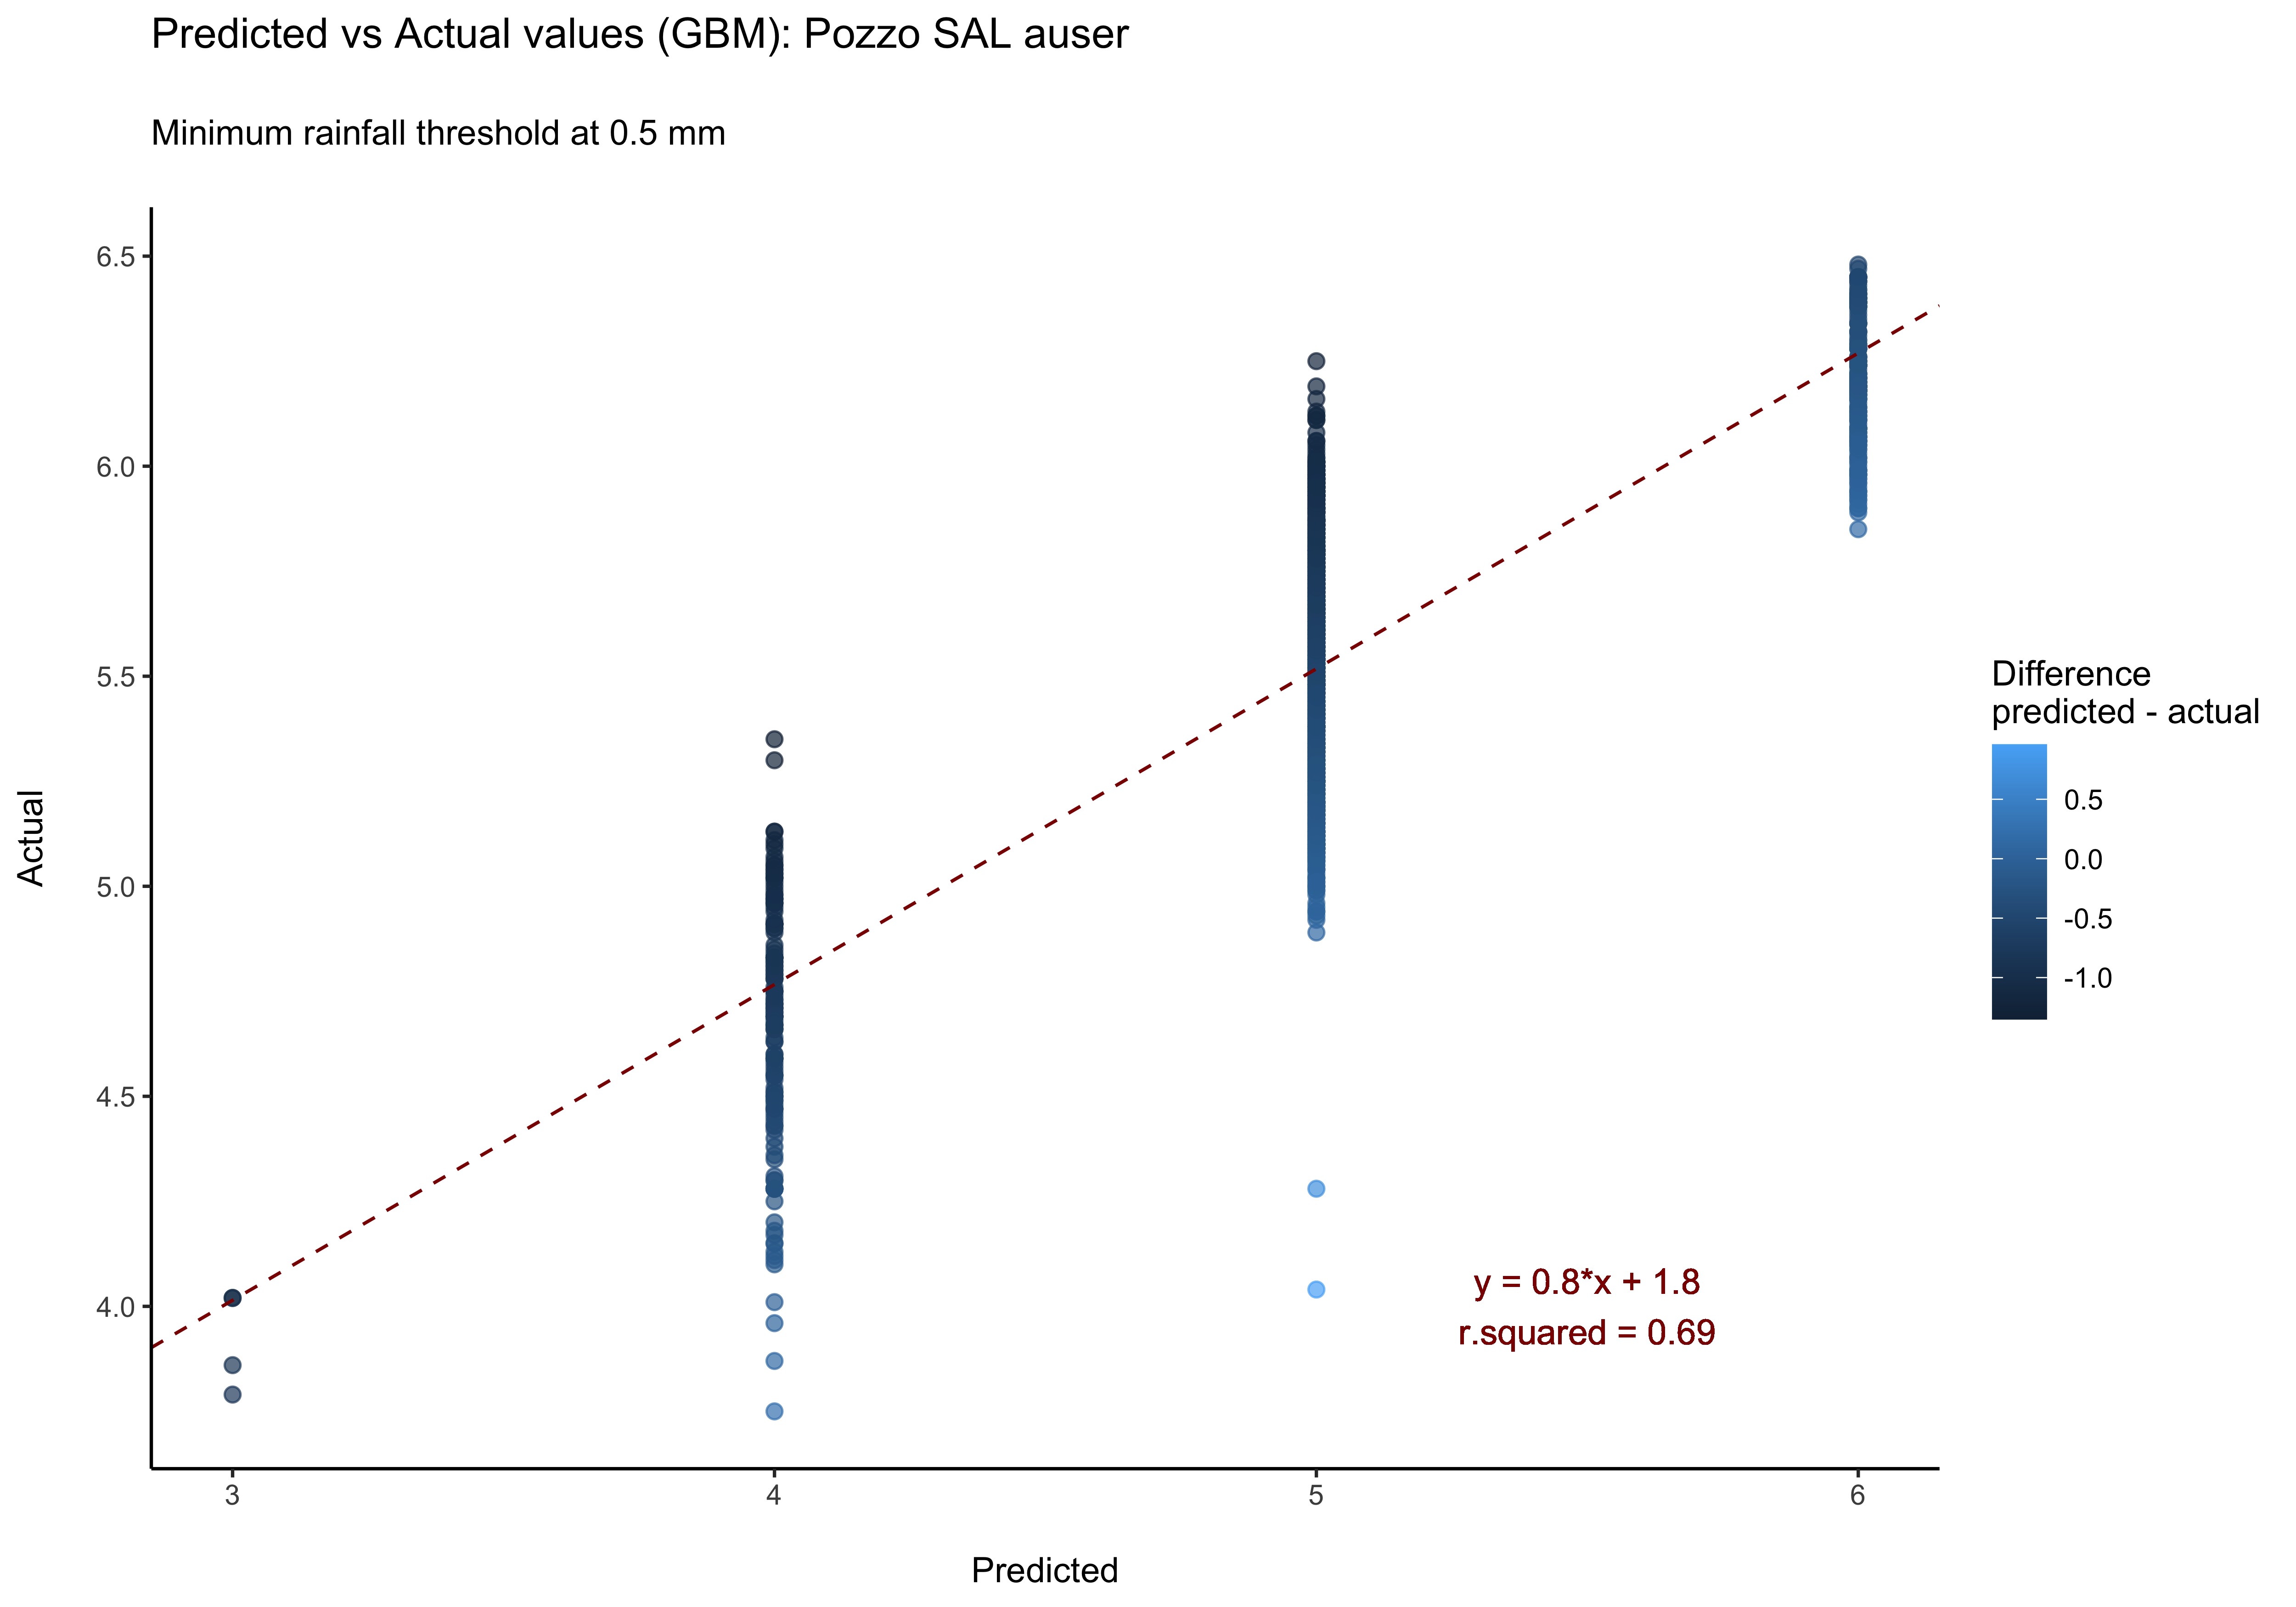 Predicted vs Actual values (GBM): Pozzo SAL auser
Minimum rainfall threshold at 0.5 mm
6.5
6.0
5.5
5.0
4.5
4.0
Actual
3
4
5
6
Predicted
y = 0.8*x + 1.8
r.squared = 0.69
Difference
predicted - actual
0.5
0.0
-0.5
-1.0